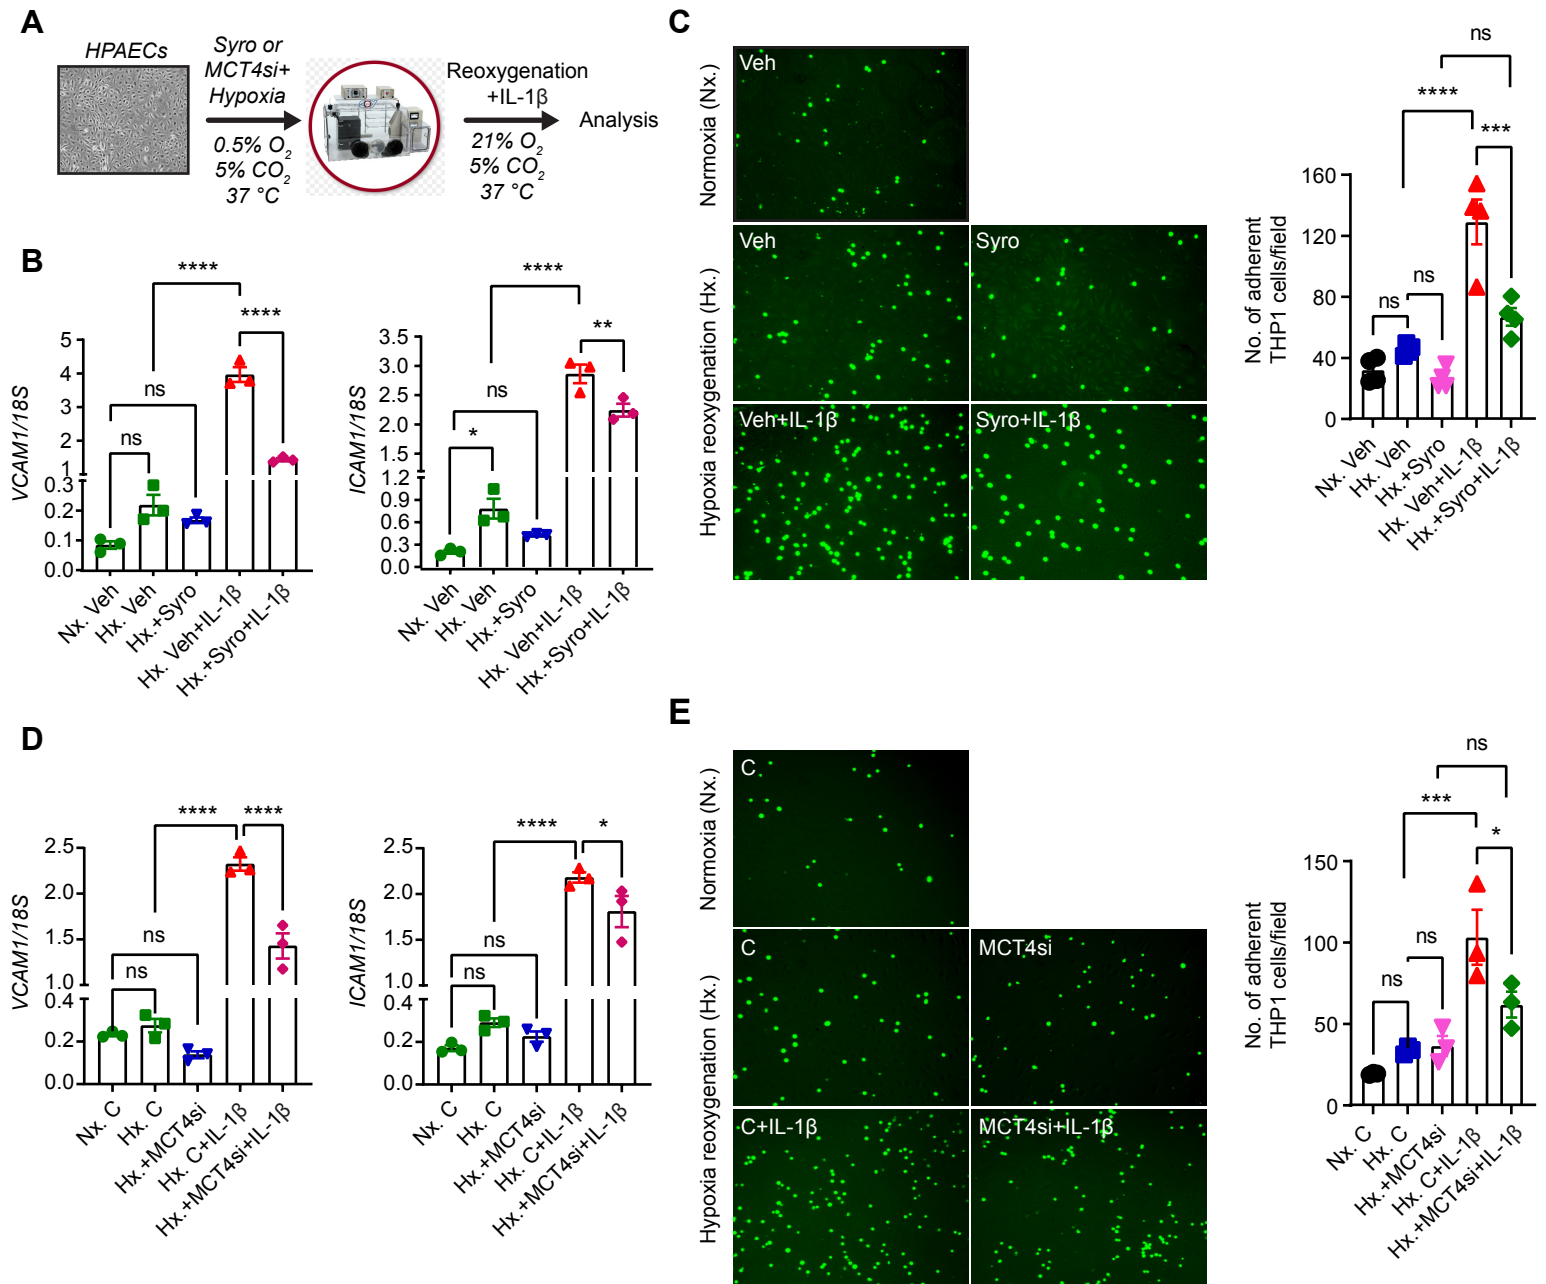 A
HPAECs
Syro or
MCT4si+
Hypoxia
0.5% O2
5% CO2
37 °C
Reoxygenation
+IL-1β
21% O2
5% CO2
37 °C
Analysis
B
VCAM1/18S
5
4
3
2
1
0.3
0.2
0.1
0.0
ns
ns
****
****
Nx. Veh
Hx. Veh
Hx.+Syro
Hx. Veh+IL-1β
Hx.+Syro+IL-1β
ICAM1/18S
3.5
3.0
2.5
2.0
1.5
1.2
0.9
0.6
0.3
0.0
*
ns
****
**
Nx. Veh
Hx. Veh
Hx.+Syro
Hx. Veh+IL-1β
Hx.+Syro+IL-1β
C
Normoxia (Nx.)
Hypoxia reoxygenation (Hx.)
Veh
Veh
Syro
Veh+IL-1β
Syro+IL-1β
No. of adherent
THP1 cells/field
160
120
80
40
0
ns
ns
****
***
ns
Nx. Veh
Hx. Veh
Hx.+Syro
Hx. Veh+IL-1β
Hx.+Syro+IL-1β
D
VCAM1/18S
2.5
2.0
1.5
1.0
0.4
0.2
0.0
ns
ns
****
****
Nx. C
Hx. C
Hx.+MCT4si
Hx. C+IL-1β
Hx.+MCT4si+IL-1β
ICAM1/18S
2.5
2.0
1.5
1.0
0.4
0.2
0.0
ns
ns
****
*
Nx. C
Hx. C
Hx.+MCT4si
Hx. C+IL-1β
Hx.+MCT4si+IL-1β
E
Normoxia (Nx.)
Hypoxia reoxygenation (Hx.)
C
C
MCT4si
C+IL-1β
MCT4si+IL-1β
No. of adherent
THP1 cells/field
150
100
50
0
ns
ns
***
*
ns
Nx. C
Hx. C
Hx.+MCT4si
Hx. C+IL-1β
Hx.+MCT4si+IL-1β